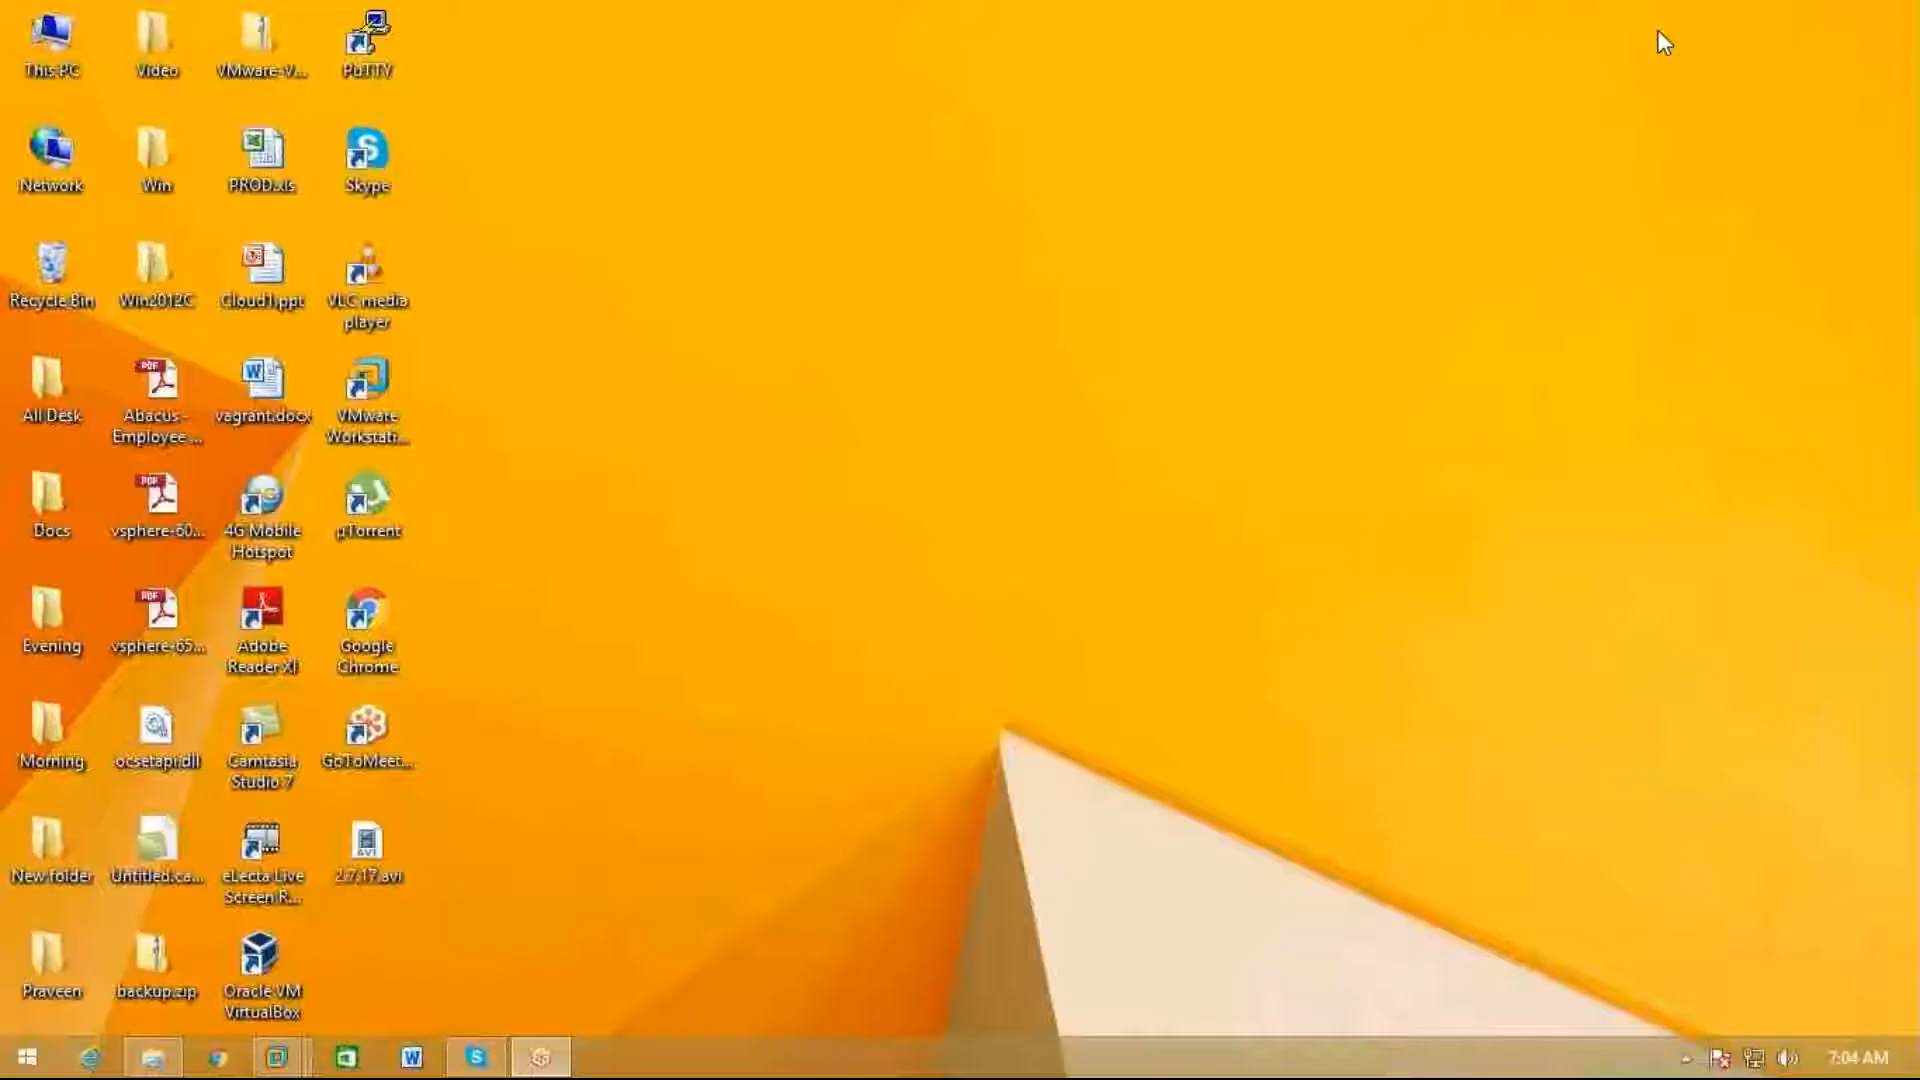 This PC
Video
VMware-V...
PuTTY
Network
Win
PROD.xls
Skype
Recycle Bin
Win2012C
Cloud1.ppt
VLC media
player
All Desk
Abacus -
Employee ...
vagrant.docx
VMware
Workstati...
Docs
vsphere-60...
4G Mobile
Hotspot
µTorrent
Evening
vsphere-65...
Adobe
Reader XI
Google
Chrome
Morning
ocsetapi.dll
Camtasia
Studio 7
GoToMeet...
New folder
Untitled.ca...
eLecta Live
Screen R...
2.7.17.avi
Praveen
backup.zip
Oracle VM
VirtualBox
7:04 AM